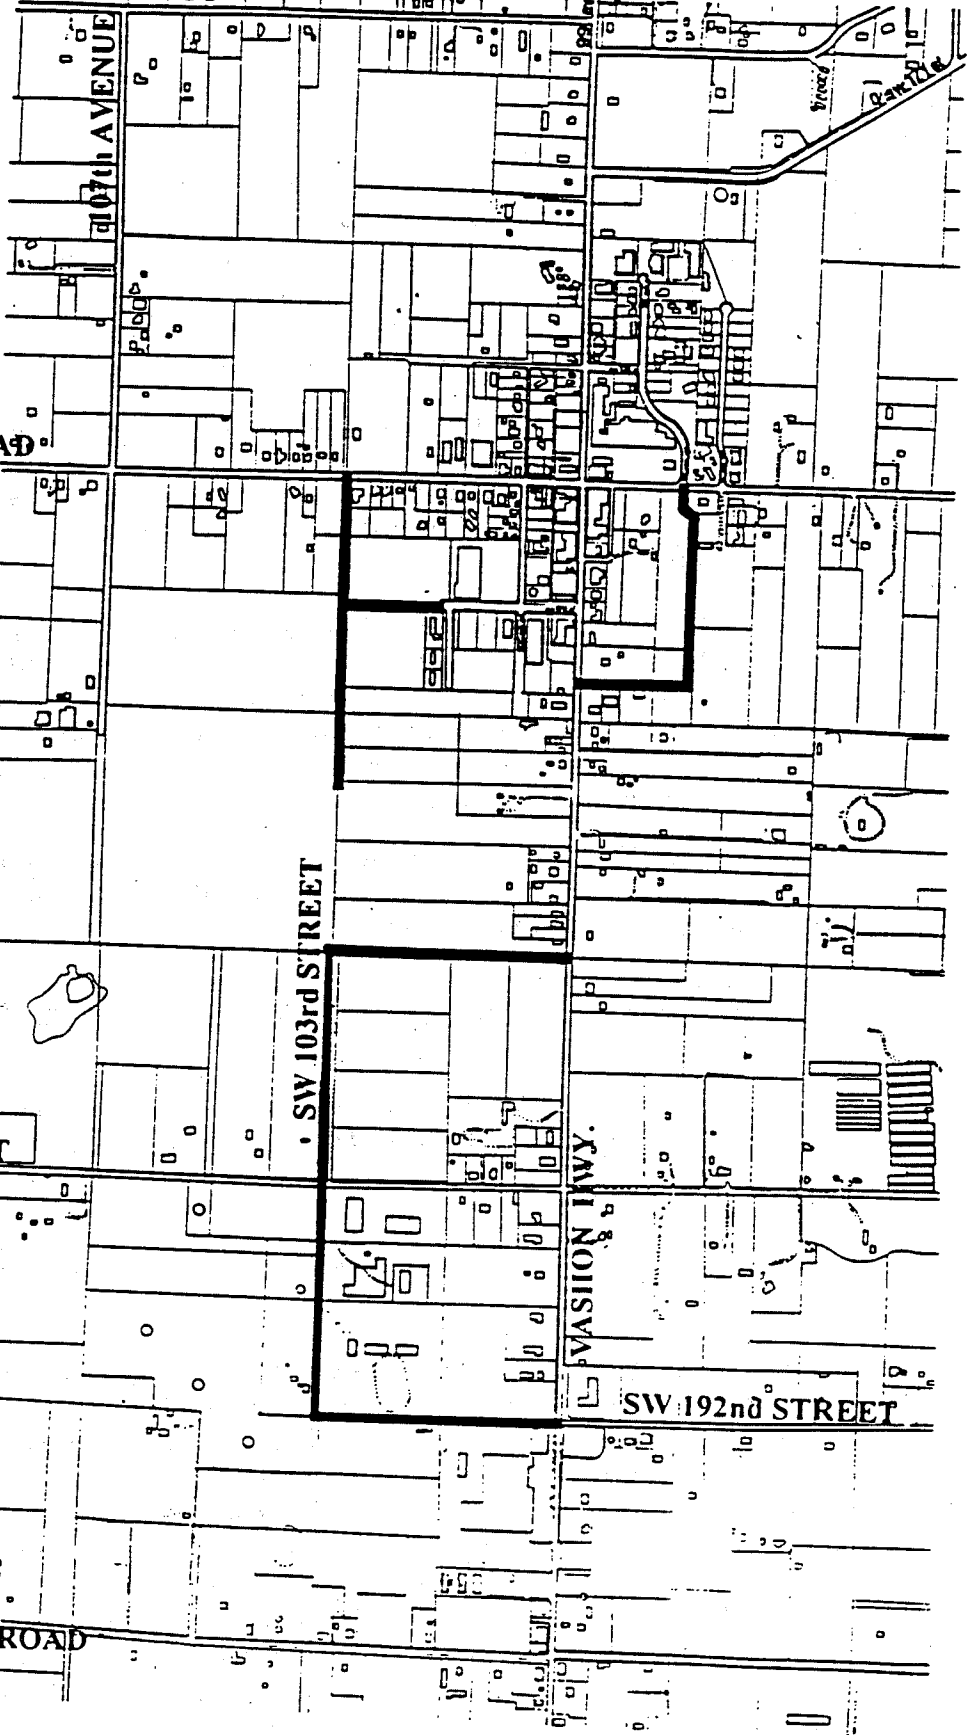 107th AVENUE
AD
SW 103rd STREET
VASHON HWY.
SW 192nd STREET
ROAD